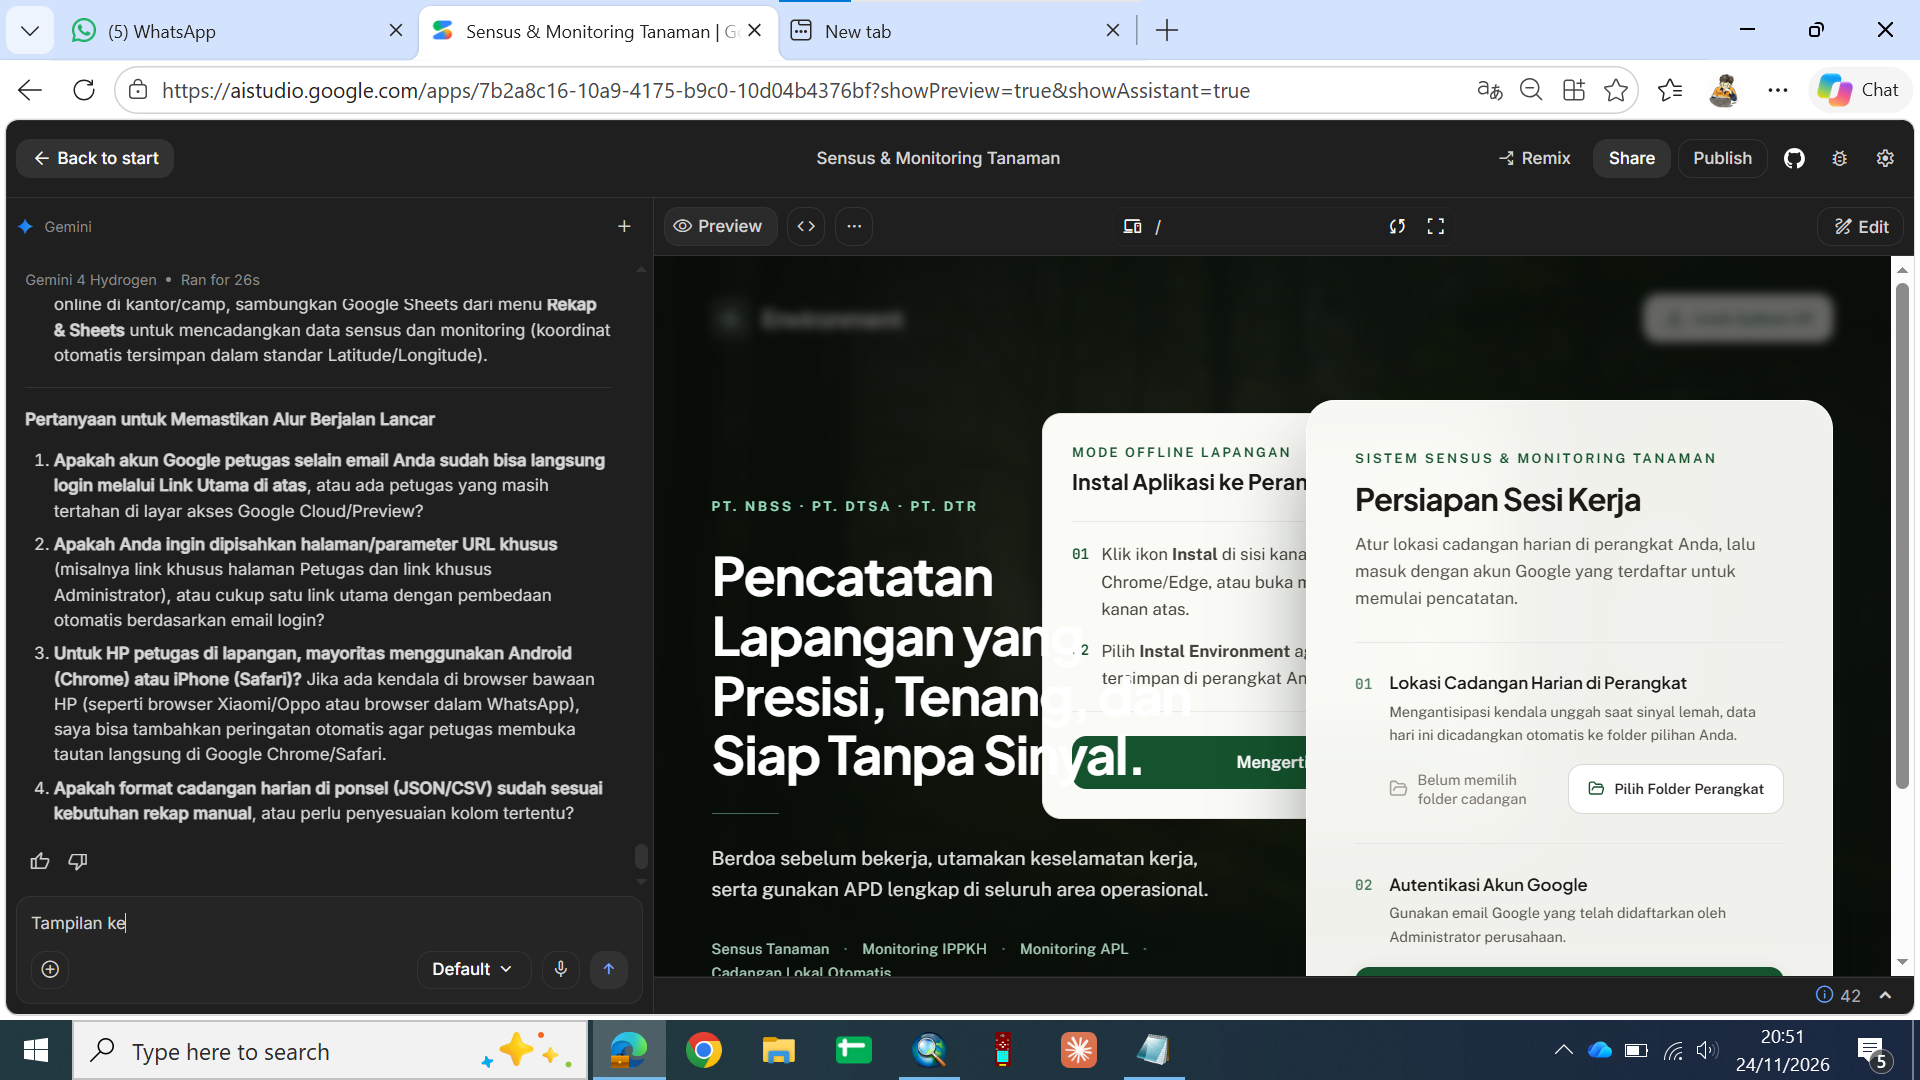 (5) WhatsApp
Sensus & Monitoring Tanaman | G
New tab
https://aistudio.google.com/apps/7b2a8c16-10a9-4175-b9c0-10d04b4376bf?showPreview=true&showAssistant=true
Chat
Back to start
Sensus & Monitoring Tanaman
Remix
Share
Publish
Gemini
Preview
/
Edit
Gemini 4 Hydrogen • Ran for 26s
online di kantor/camp, sambungkan Google Sheets dari menu Rekap
& Sheets untuk mencadangkan data sensus dan monitoring (koordinat
otomatis tersimpan dalam standar Latitude/Longitude).
Pertanyaan untuk Memastikan Alur Berjalan Lancar
1. Apakah akun Google petugas selain email Anda sudah bisa langsung
login melalui Link Utama di atas, atau ada petugas yang masih
tertahan di layar akses Google Cloud/Preview?
2. Apakah Anda ingin dipisahkan halaman/parameter URL khusus
(misalnya link khusus halaman Petugas dan link khusus
Administrator), atau cukup satu link utama dengan pembedaan
otomatis berdasarkan email login?
3. Untuk HP petugas di lapangan, mayoritas menggunakan Android
(Chrome) atau iPhone (Safari)? Jika ada kendala di browser bawaan
HP (seperti browser Xiaomi/Oppo atau browser dalam WhatsApp),
saya bisa tambahkan peringatan otomatis agar petugas membuka
tautan langsung di Google Chrome/Safari.
4. Apakah format cadangan harian di ponsel (JSON/CSV) sudah sesuai
kebutuhan rekap manual, atau perlu penyesuaian kolom tertentu?
Tampilan ke
Default
Environment
PT. NBSS · PT. DTSA · PT. DTR
Pencatatan
Lapangan yang
Presisi, Tenang, dan
Siap Tanpa Sinyal.
Berdoa sebelum bekerja, utamakan keselamatan kerja,
serta gunakan APD lengkap di seluruh area operasional.
Sensus Tanaman · Monitoring IPPKH · Monitoring APL ·
Cadangan Lokal Otomatis
MODE OFFLINE LAPANGAN
Instal Aplikasi ke Peran
01 Klik ikon Instal di sisi kana
Chrome/Edge, atau buka m
kanan atas.
2 Pilih Instal Environment ag
tersimpan di perangkat An
Mengerti
SISTEM SENSUS & MONITORING TANAMAN
Persiapan Sesi Kerja
Atur lokasi cadangan harian di perangkat Anda, lalu
masuk dengan akun Google yang terdaftar untuk
memulai pencatatan.
01 Lokasi Cadangan Harian di Perangkat
Mengantisipasi kendala unggah saat sinyal lemah, data
hari ini dicadangkan otomatis ke folder pilihan Anda.
Belum memilih
folder cadangan
Pilih Folder Perangkat
02 Autentikasi Akun Google
Gunakan email Google yang telah didaftarkan oleh
Administrator perusahaan.
42
Type here to search
20:51
24/11/2026
5